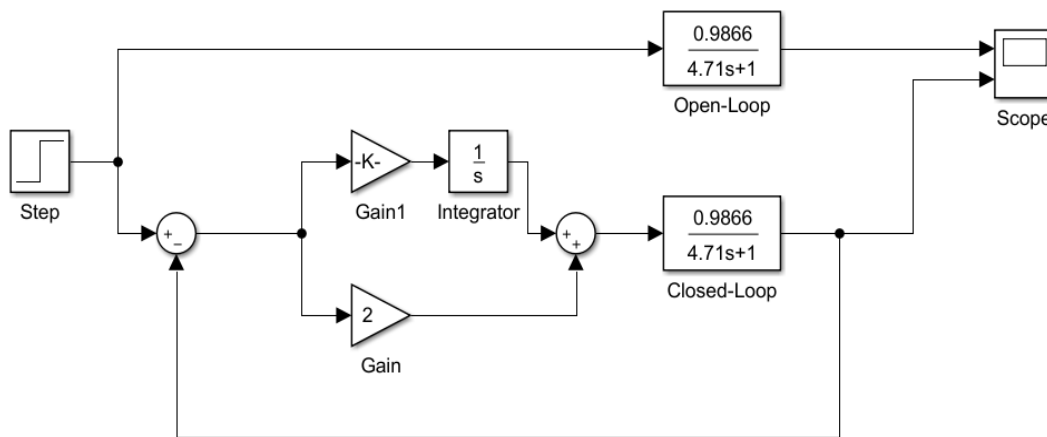 0.9866
4.71s+1
Open-Loop
Scope
Step
-K-
Gain1
1
s
Integrator
+
−
+
+
0.9866
4.71s+1
Closed-Loop
2
Gain